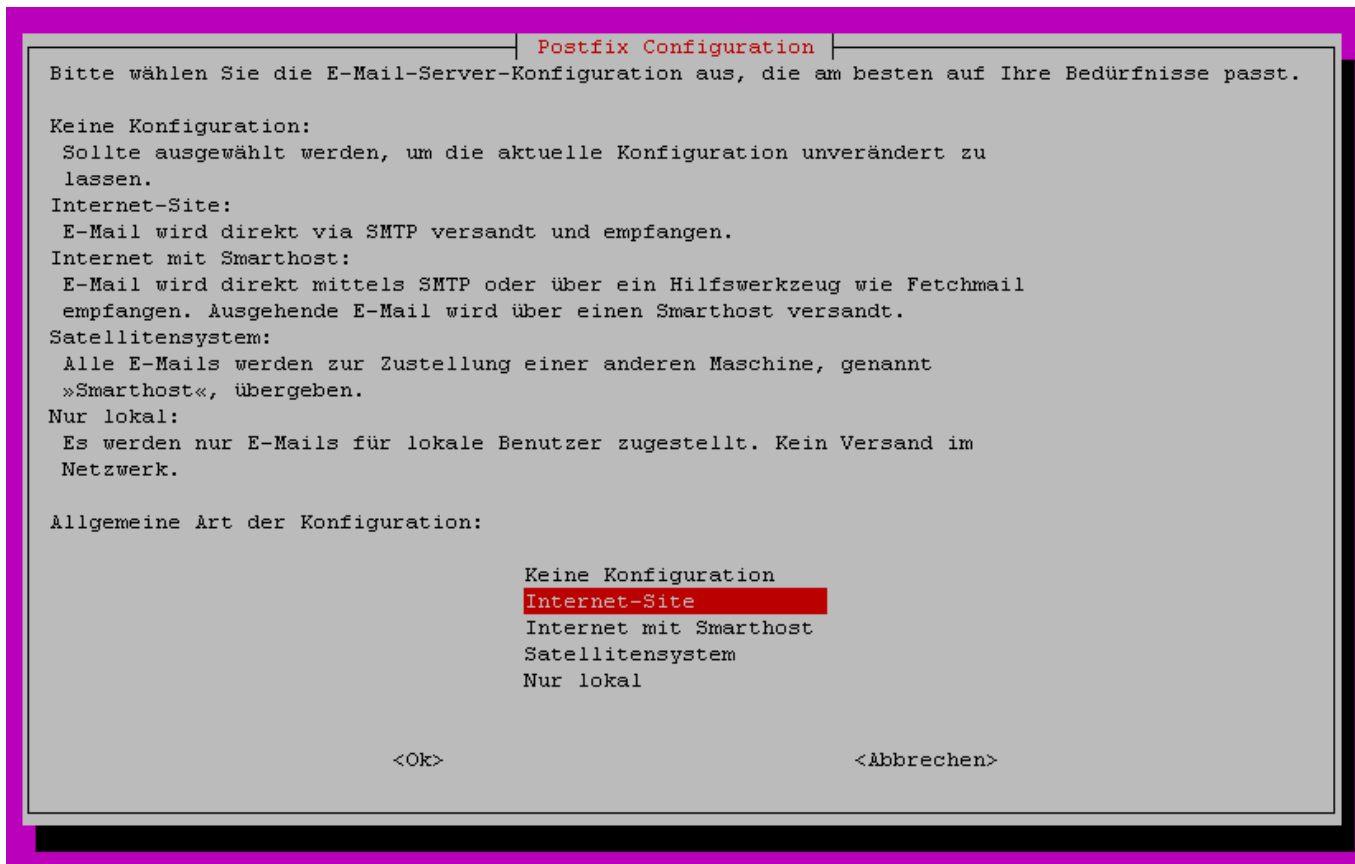 Postfix Configuration
Bitte wählen Sie die E-Mail-Server-Konfiguration aus, die am besten auf Ihre Bedürfnisse passt.
Keine Konfiguration:
Sollte ausgewählt werden, um die aktuelle Konfiguration unverändert zu
lassen.
Internet-Site:
E-Mail wird direkt via SMTP versandt und empfangen.
Internet mit Smarthost:
E-Mail wird direkt mittels SMTP oder über ein Hilfswerkzeug wie Fetchmail
empfangen. Ausgehende E-Mail wird über einen Smarthost versandt.
Satellitensystem:
Alle E-Mails werden zur Zustellung einer anderen Maschine, genannt
»Smarthost«, übergeben.
Nur lokal:
Es werden nur E-Mails für lokale Benutzer zugestellt. Kein Versand im
Netzwerk.
Allgemeine Art der Konfiguration:
Keine Konfiguration
Internet-Site
Internet mit Smarthost
Satellitensystem
Nur lokal
<Ok> <Abbrechen>